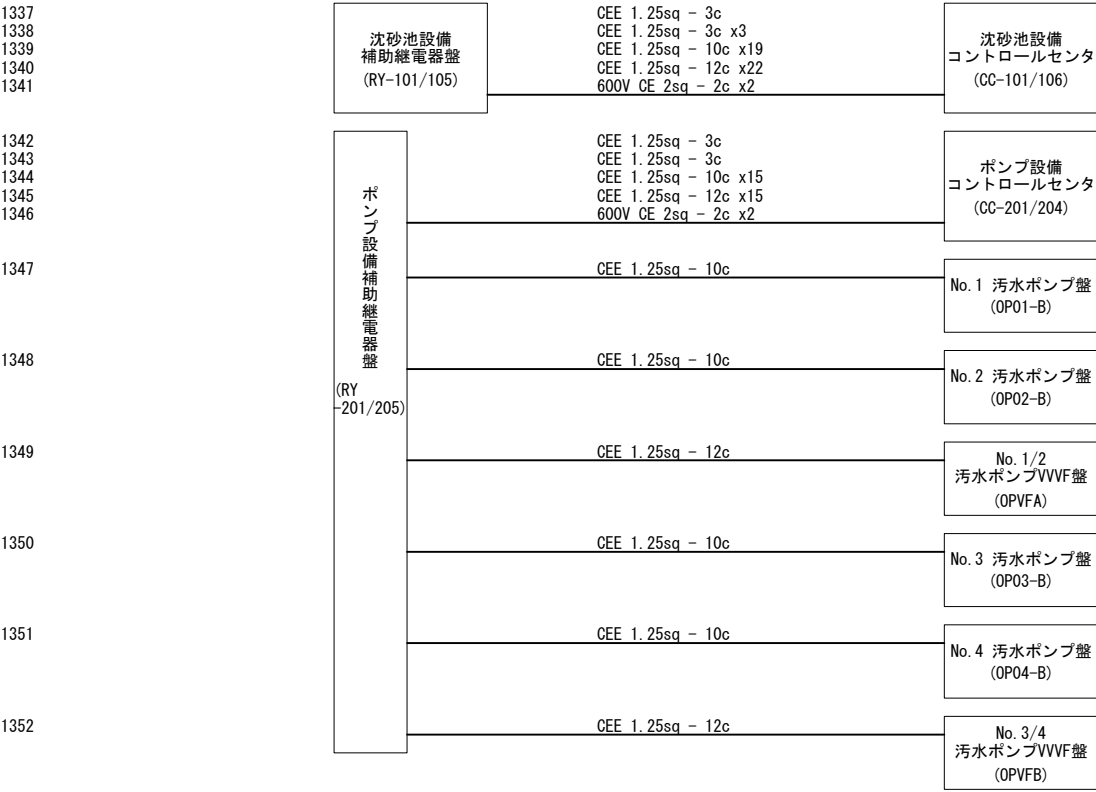 1337 CEE 1.25sq - 3c
1338 CEE 1.25sq - 3c x3
1339 CEE 1.25sq - 10c x19
1340 CEE 1.25sq - 12c x22
1341 600V CE 2sq - 2c x2
沈砂池設備
補助継電器盤
(RY-101/105)
沈砂池設備
コントロールセンタ
(CC-101/106)
1342 CEE 1.25sq - 3c
1343 CEE 1.25sq - 3c
1344 CEE 1.25sq - 10c x15
1345 CEE 1.25sq - 12c x15
1346 600V CE 2sq - 2c x2
ポンプ設備補助継電器盤
(RY
-201/205)
ポンプ設備
コントロールセンタ
(CC-201/204)
1347 CEE 1.25sq - 10c
No.1 汚水ポンプ盤
(OP01-B)
1348 CEE 1.25sq - 10c
No.2 汚水ポンプ盤
(OP02-B)
1349 CEE 1.25sq - 12c
No.1/2
汚水ポンプVVVF盤
(OPVFA)
1350 CEE 1.25sq - 10c
No.3 汚水ポンプ盤
(OP03-B)
1351 CEE 1.25sq - 10c
No.4 汚水ポンプ盤
(OP04-B)
1352 CEE 1.25sq - 12c
No.3/4
汚水ポンプVVVF盤
(OPVFB)